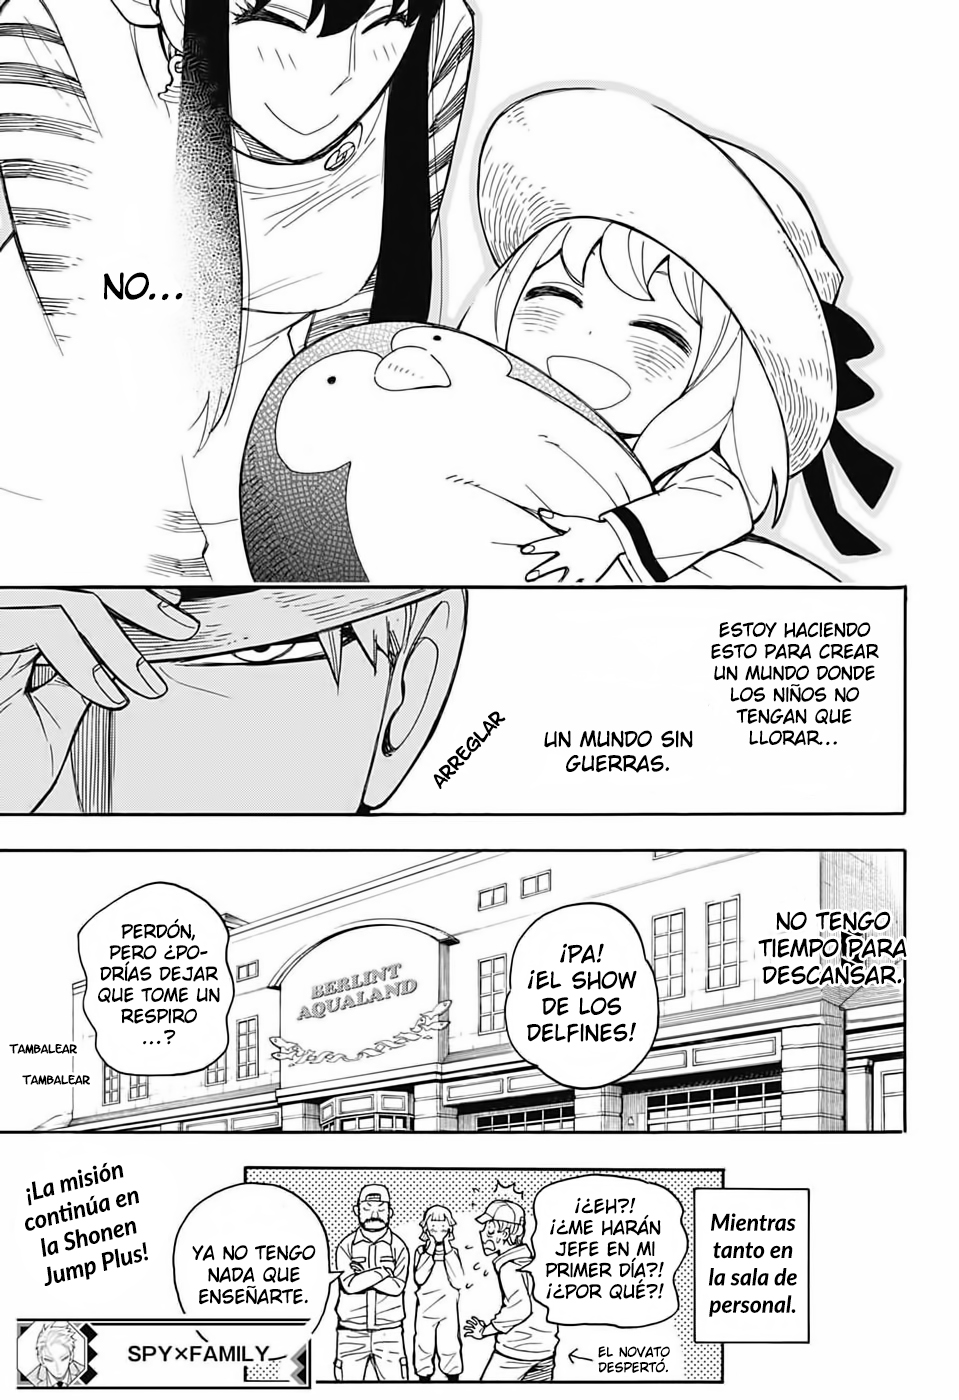 NO...
ESTOY HACIENDO
ESTO PARA CREAR
UN MUNDO DONDE
LOS NIÑOS NO
TENGAN QUE
LLORAR...
UN MUNDO SIN
GUERRAS.
ARREGLAR
NO TENGO
TIEMPO PARA
DESCANSAR.
¡PA!
¡EL SHOW
DE LOS
DELFINES!
BERLINT
AQUALAND
PERDÓN,
PERO ¿PO-
DRÍAS DEJAR
QUE TOME UN
RESPIRO
...?
TAMBALEAR
TAMBALEAR
Mientras
tanto en
la sala de
personal.
¡¿EH?!
¡¿ME HARÁN
JEFE EN MI
PRIMER DÍA?!
¡¿POR QUÉ?!
EL NOVATO
DESPERTÓ.
YA NO TENGO
NADA QUE
ENSEÑARTE.
¡La misión
continúa en
la Shonen
Jump Plus!
SPY×FAMILY